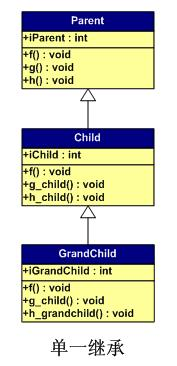 Parent
+iParent : int
+f() : void
+g() : void
+h() : void
Child
+iChild : int
+f() : void
+g_child() : void
+h_child() : void
GrandChild
+iGrandChild : int
+f() : void
+g_child() : void
+h_grandchild() : void
单一继承